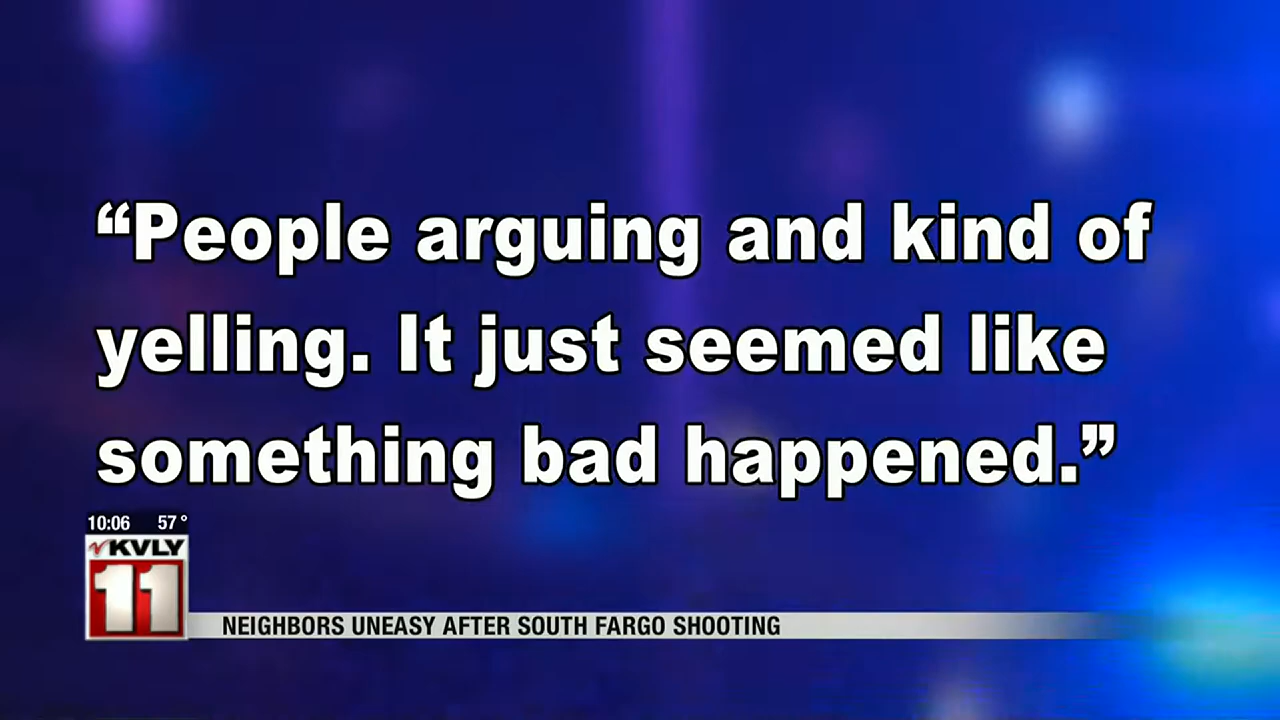 “People arguing and kind of
yelling. It just seemed like
something bad happened.”
10:06 57°
KVLY
11
NEIGHBORS UNEASY AFTER SOUTH FARGO SHOOTING